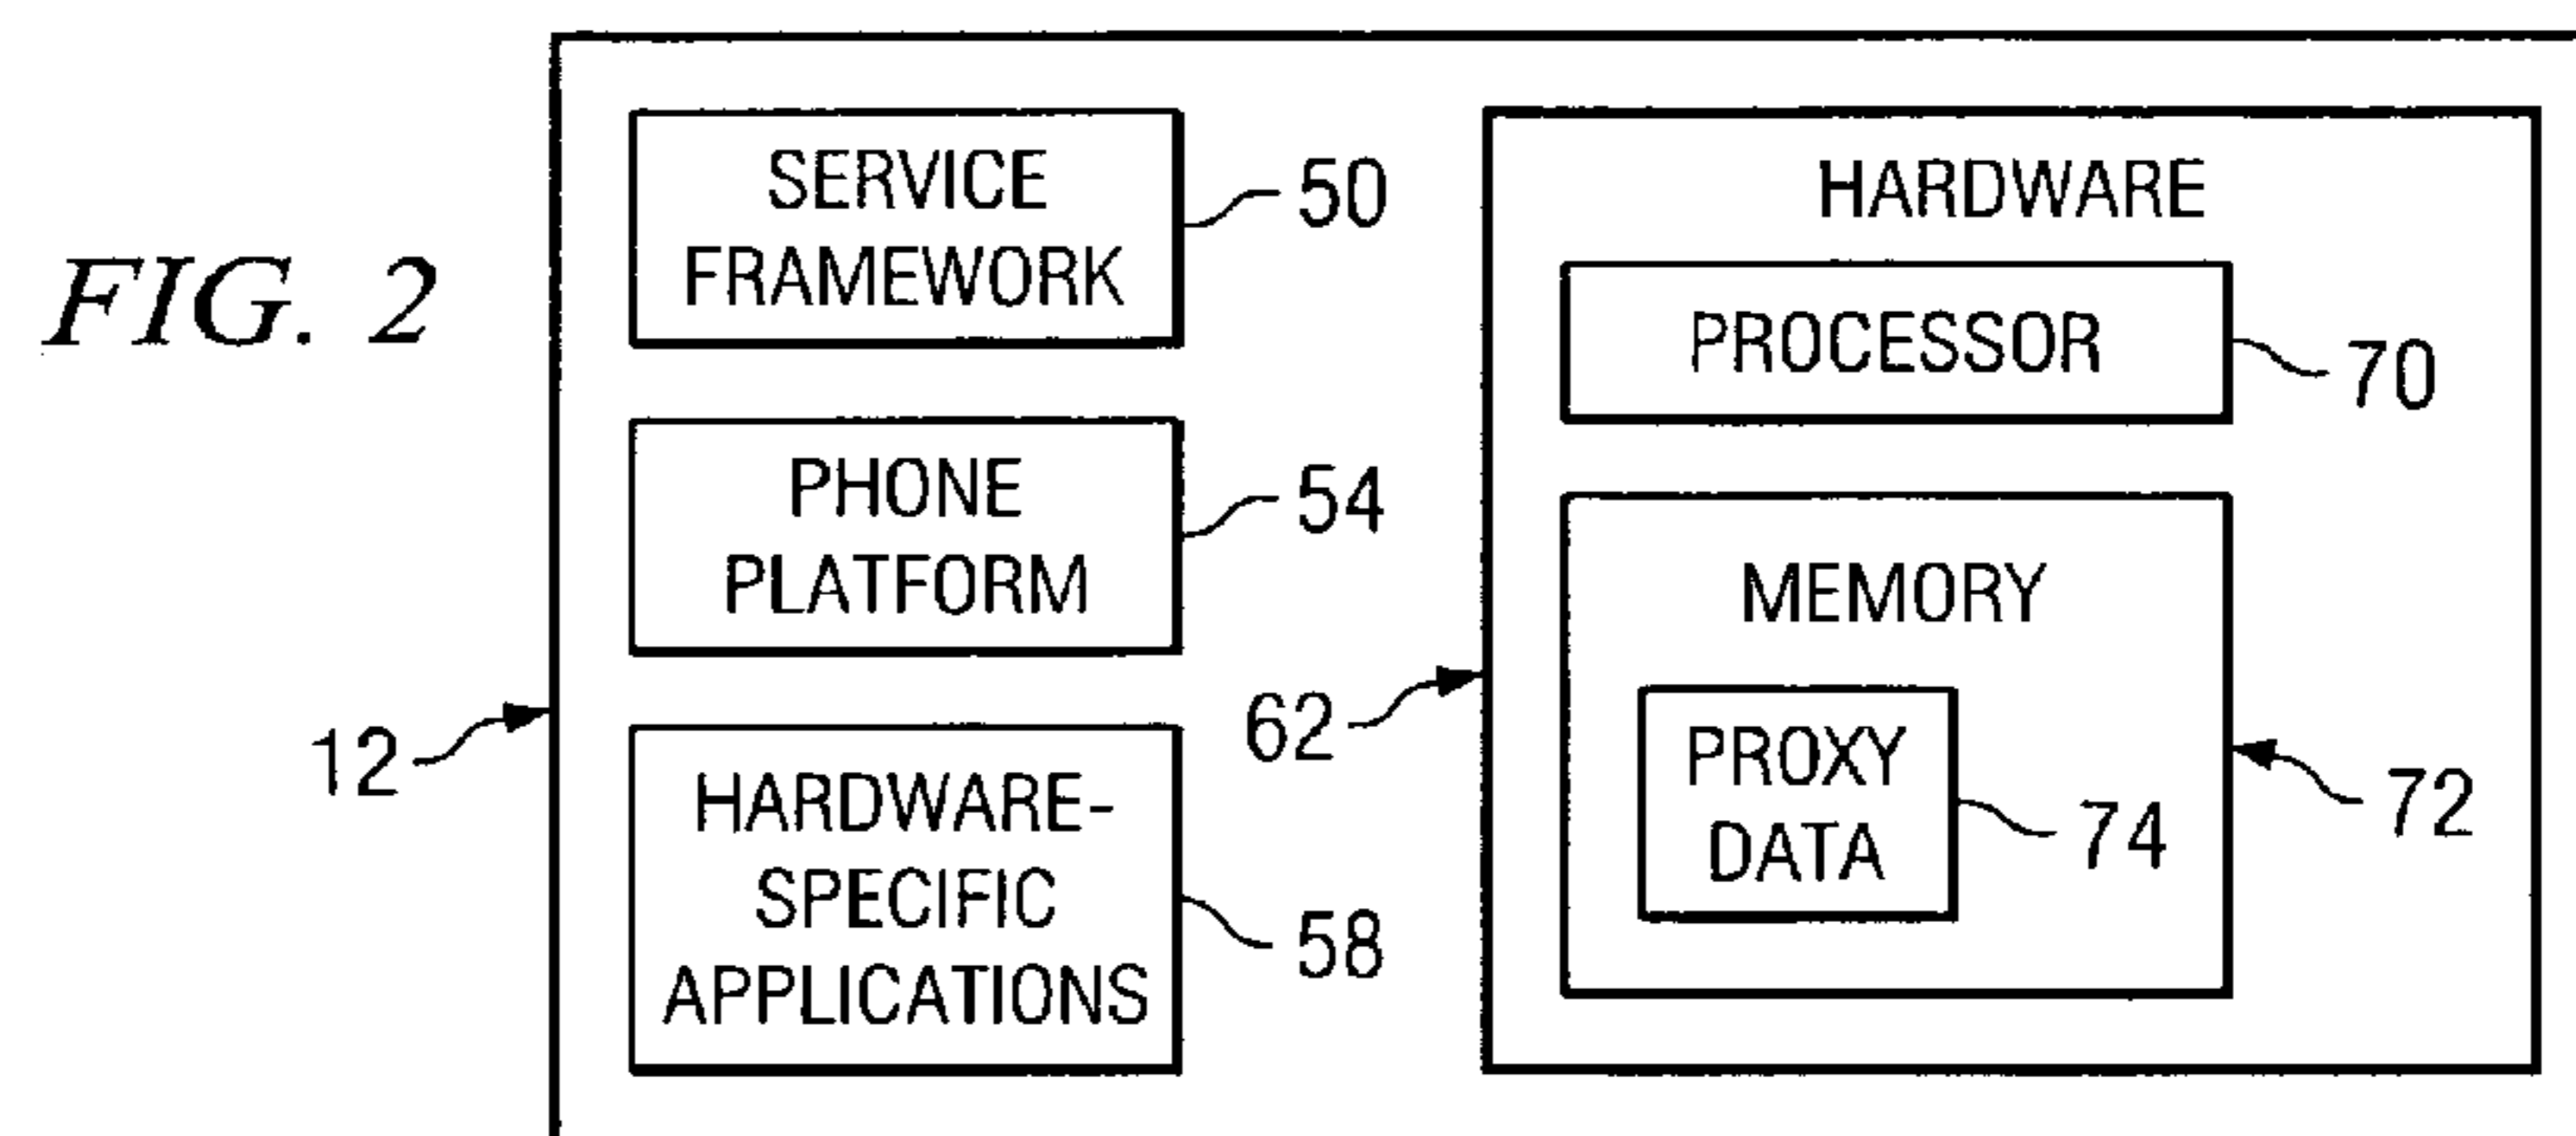 FIG. 2
12
SERVICE
FRAMEWORK
50
PHONE
PLATFORM
54
HARDWARE-
SPECIFIC
APPLICATIONS
58
62
HARDWARE
PROCESSOR
70
MEMORY
72
PROXY
DATA
74